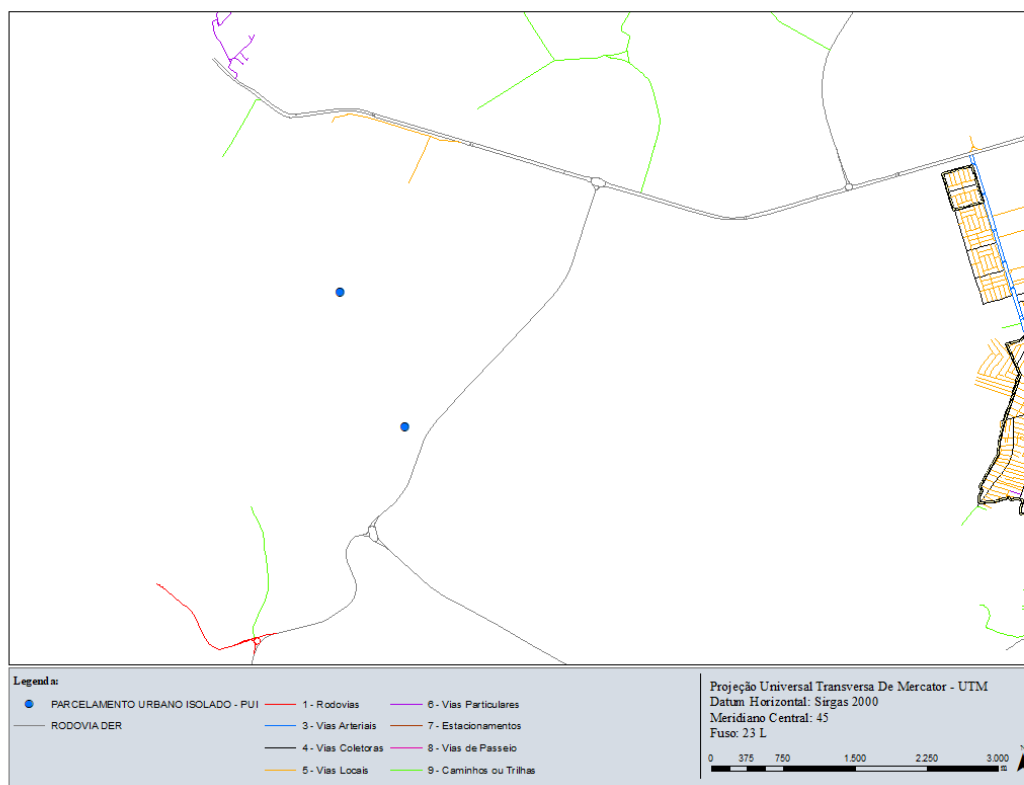 Legenda:
PARCELAMENTO URBANO ISOLADO - PUI
RODOVIA DER
1 - Rodovias
3 - Vias Arteriais
4 - Vias Coletoras
5 - Vias Locais
6 - Vias Particulares
7 - Estacionamentos
8 - Vias de Passeio
9 - Caminhos ou Trilhas
Projeção Universal Transversa De Mercator - UTM
Datum Horizontal: Sirgas 2000
Meridiano Central: 45
Fuso: 23 L
0 375 750 1.500 2.250 3.000